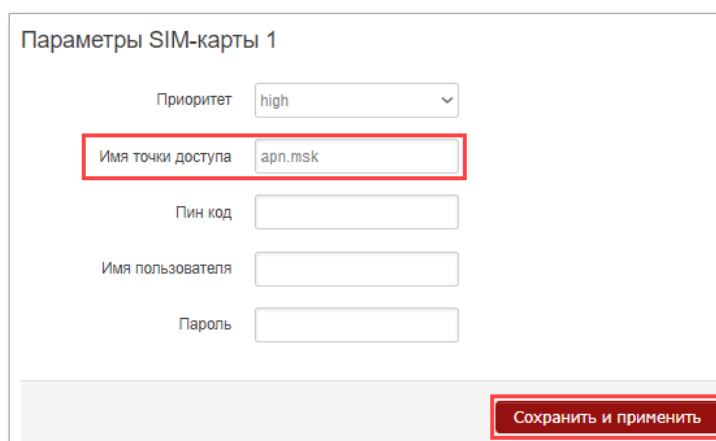 Параметры SIM-карты 1
Приоритет high
Имя точки доступа apn.msk
Пин код
Имя пользователя
Пароль
Сохранить и применить